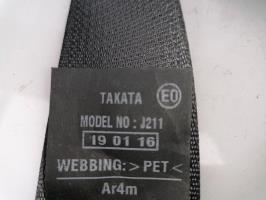 TAKATA E0
MODEL NO : J211
19 01 16
WEBBING:>PET<
Ar4m